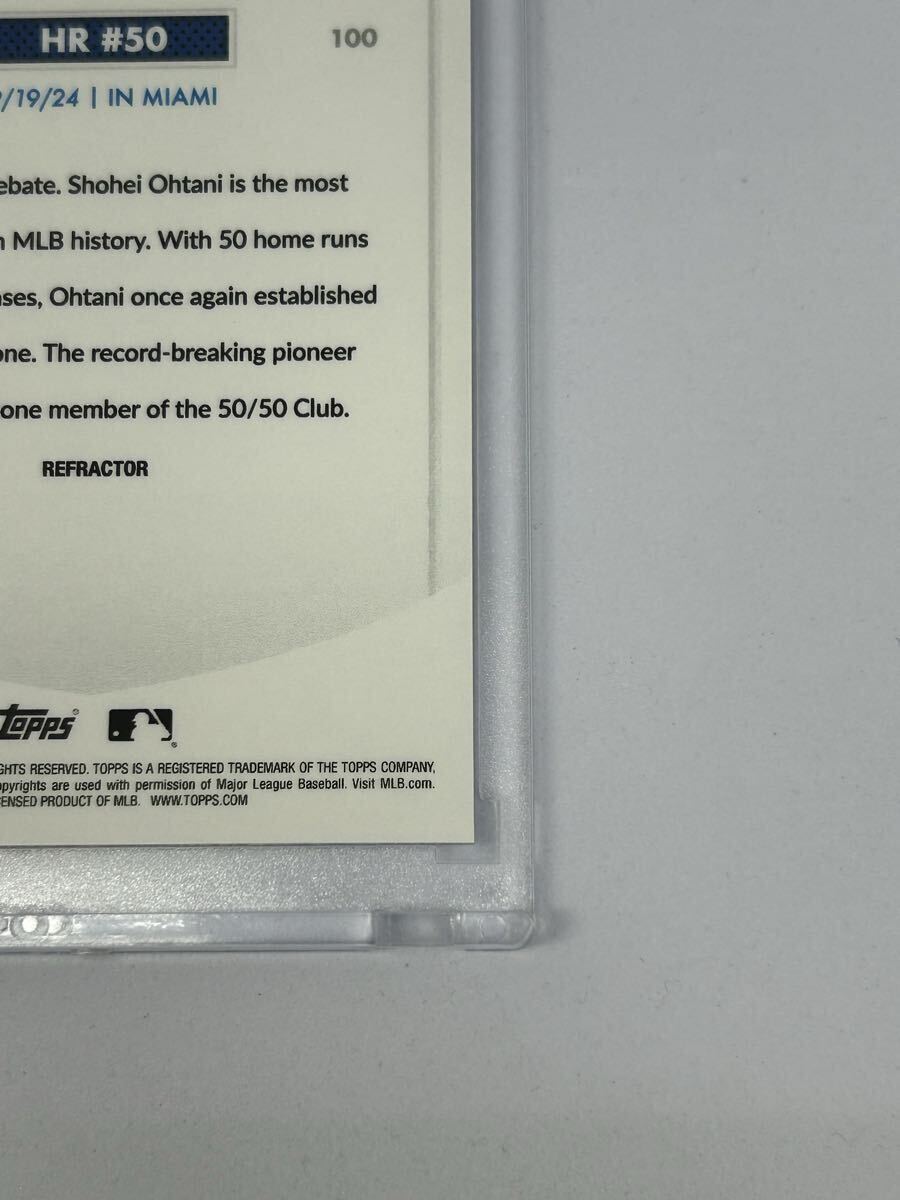 HR #50
100
/19/24 | IN MIAMI
ebate. Shohei Ohtani is the most
n MLB history. With 50 home runs
ases, Ohtani once again established
one. The record-breaking pioneer
one member of the 50/50 Club.
REFRACTOR
topps®
®
GHTS RESERVED. TOPPS IS A REGISTERED TRADEMARK OF THE TOPPS COMPANY,
opyrights are used with permission of Major League Baseball. Visit MLB.com.
ENSED PRODUCT OF MLB. WWW.TOPPS.COM